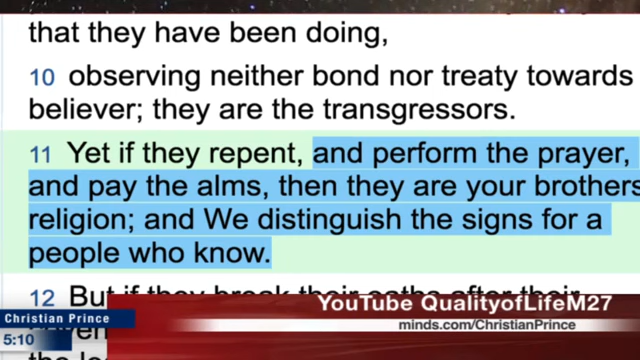 that they have been doing,
10 observing neither bond nor treaty towards
believer; they are the transgressors.
11 Yet if they repent, and perform the prayer,
and pay the alms, then they are your brothers
religion; and We distinguish the signs for a
people who know.
12 But if they break their oaths after their
YouTube QualityofLifeM27
Christian Prince
minds.com/ChristianPrince
5:10